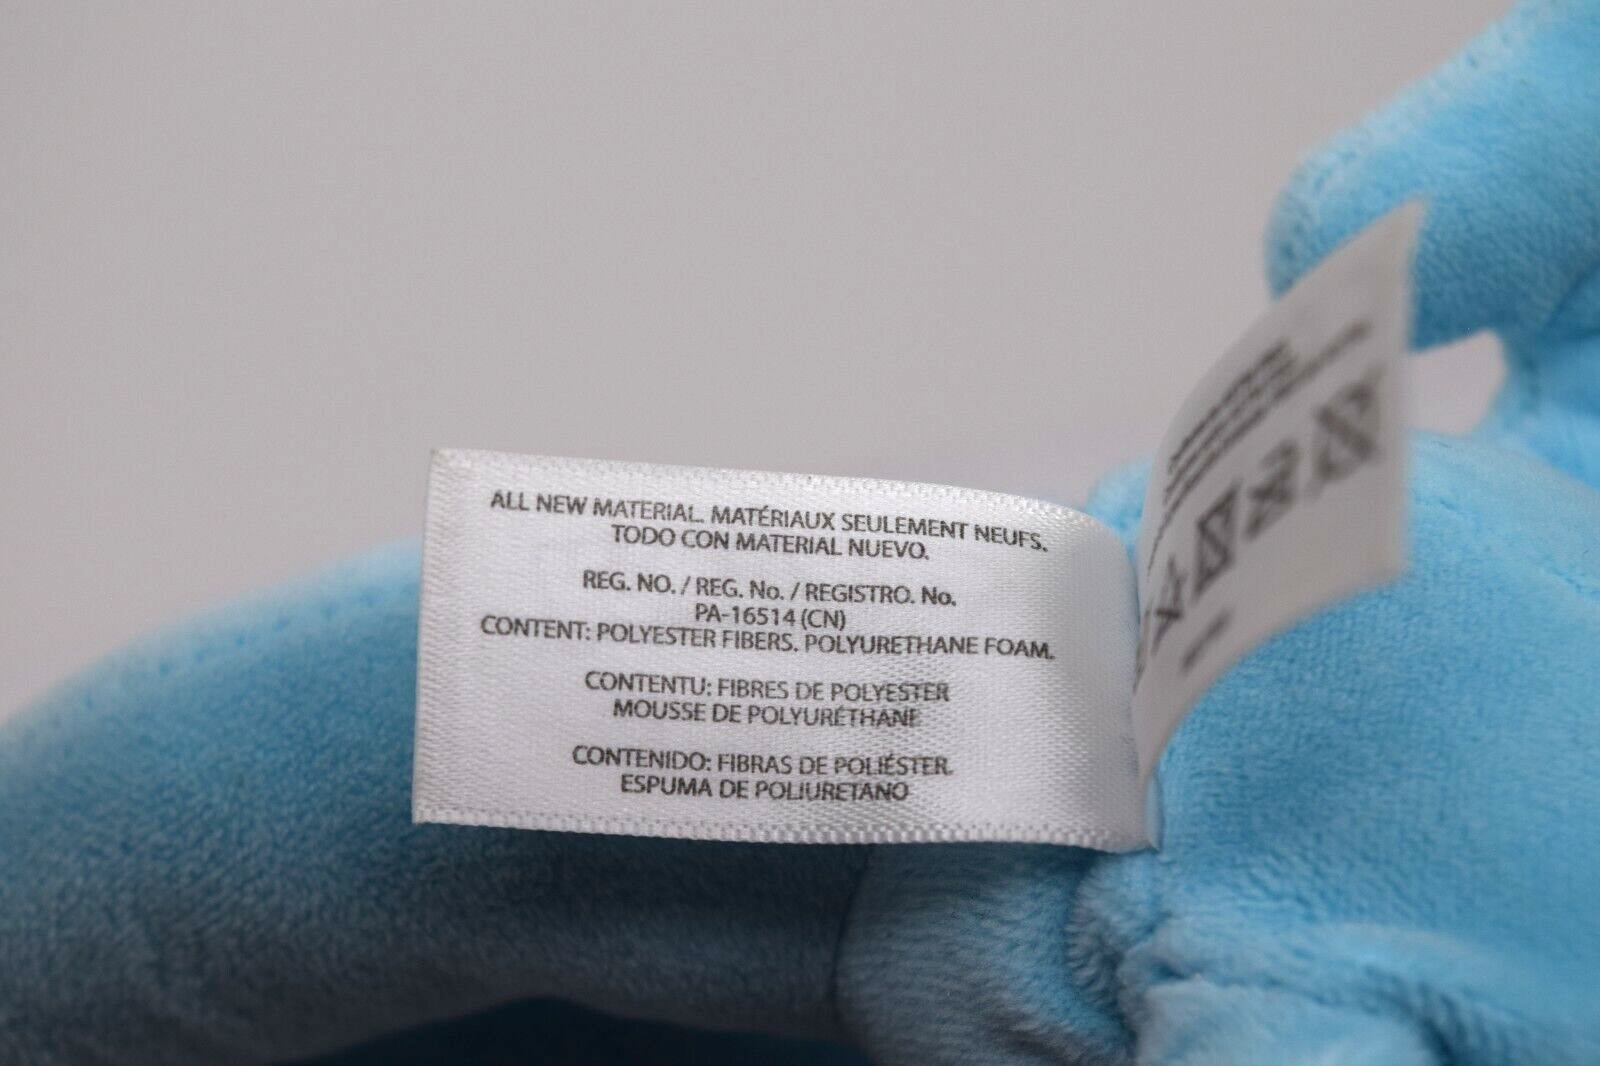 ALL NEW MATERIAL. MATÉRIAUX SEULEMENT NEUFS.
TODO CON MATERIAL NUEVO.
REG. NO. / REG. No. / REGISTRO. No.
PA-16514 (CN)
CONTENT: POLYESTER FIBERS. POLYURETHANE FOAM.
CONTENTU: FIBRES DE POLYESTER
MOUSSE DE POLYURÉTHANE
CONTENIDO: FIBRAS DE POLIÉSTER.
ESPUMA DE POLIURETANO